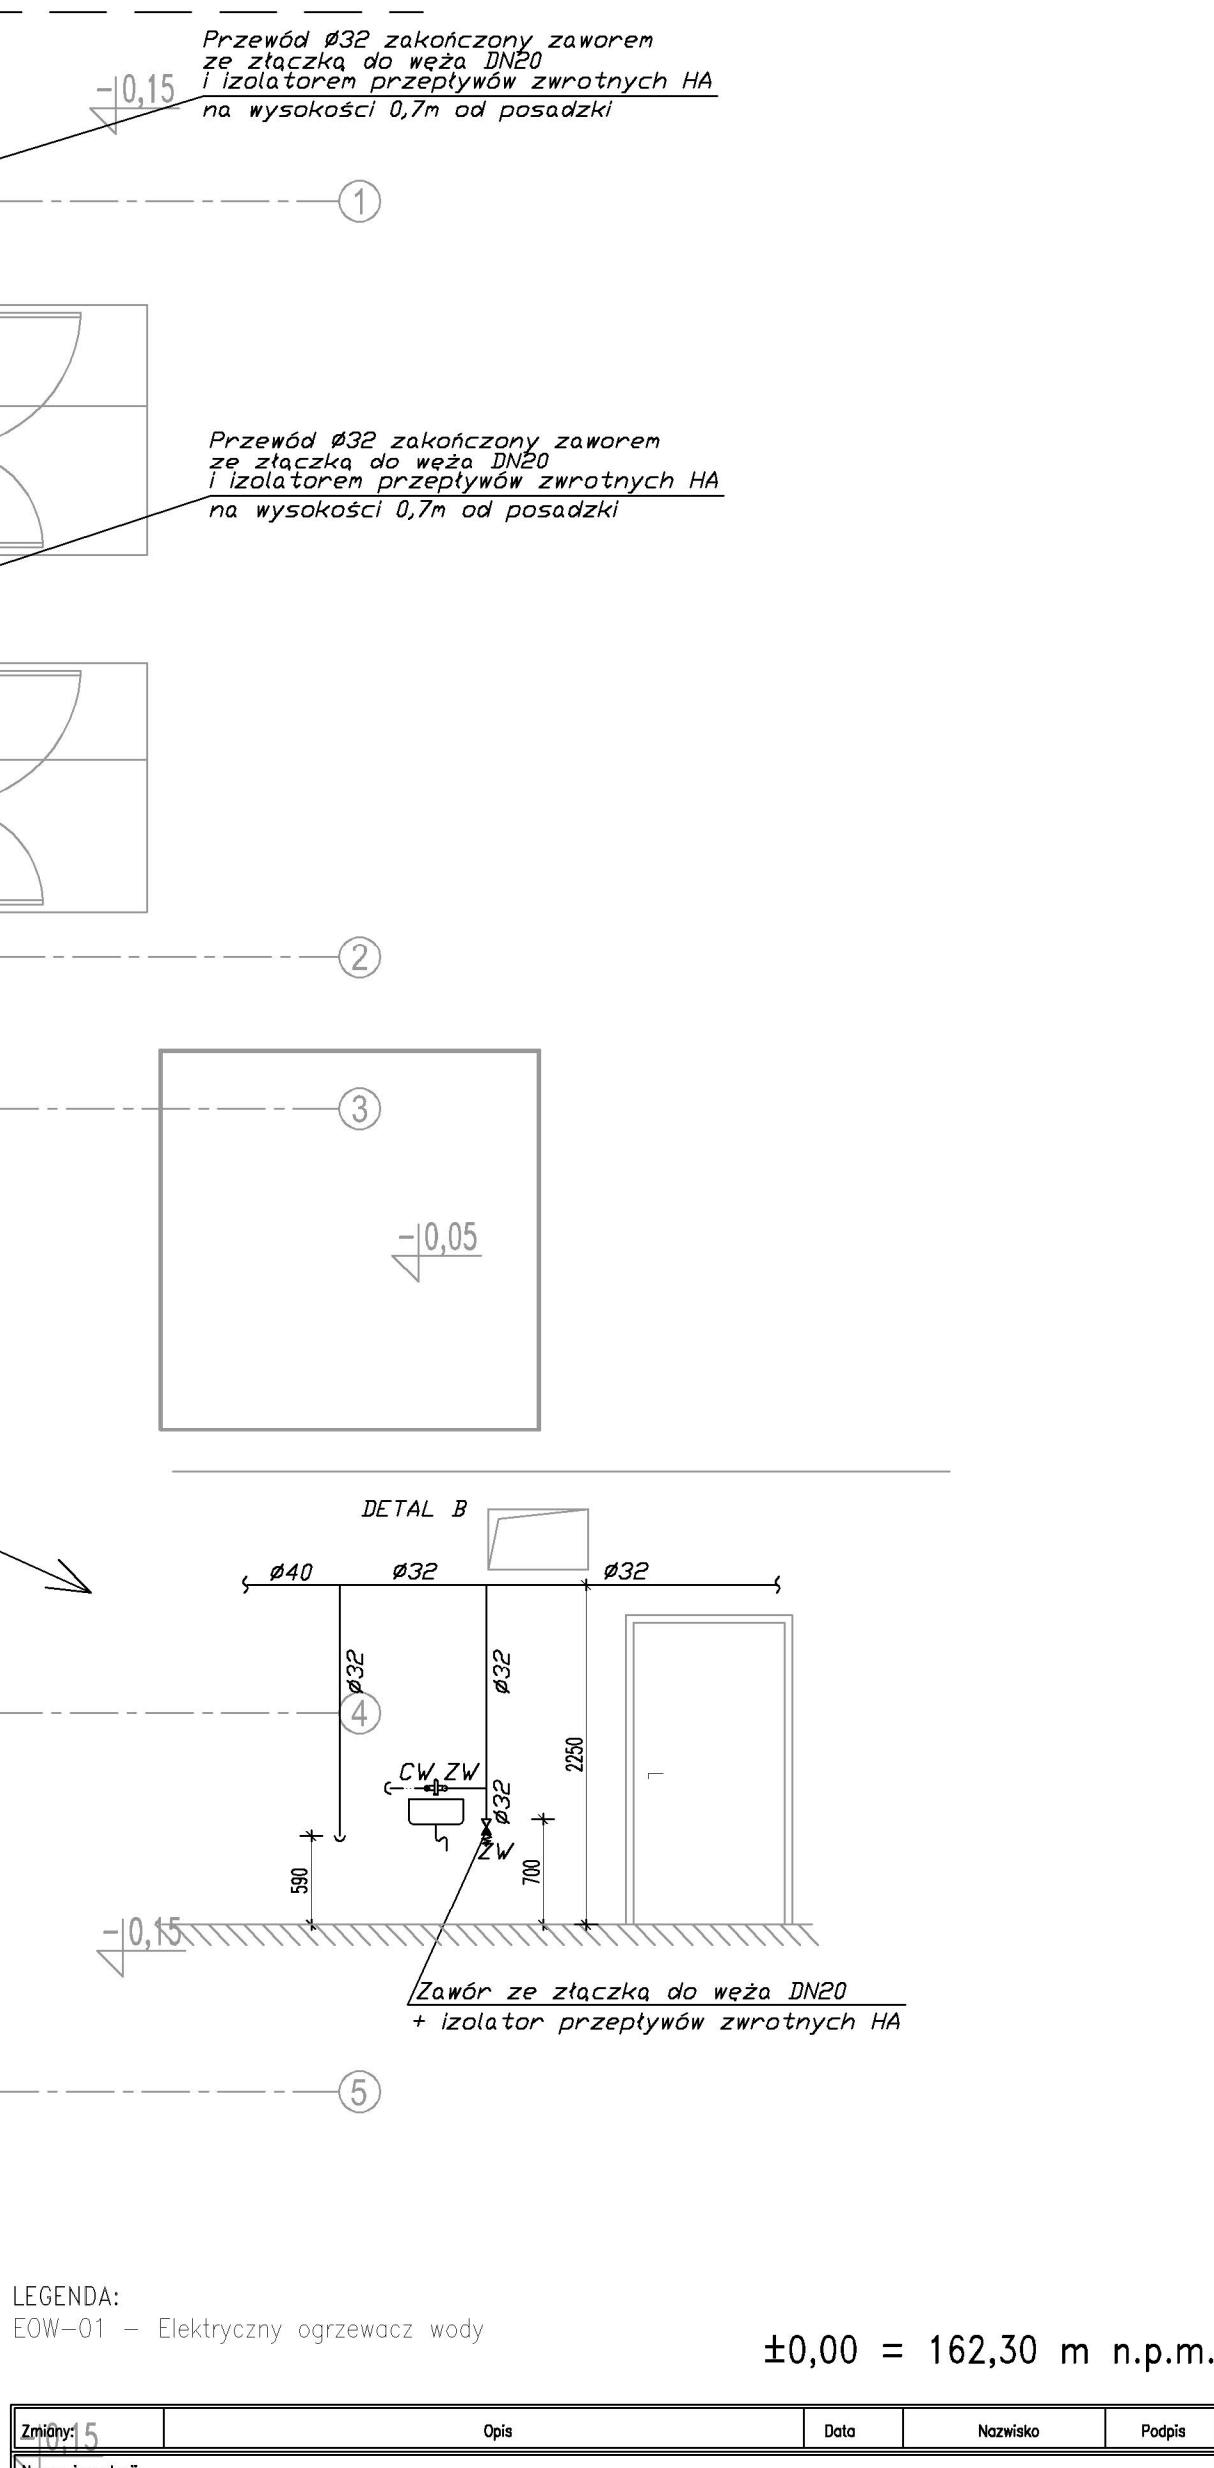 Przewód ø32 zakończony zaworem
ze złączką do węża DN20
i izolatorem przepływów zwrotnych HA
na wysokości 0,7m od posadzki
-0,15
1
Przewód ø32 zakończony zaworem
ze złączką do węża DN20
i izolatorem przepływów zwrotnych HA
na wysokości 0,7m od posadzki
2
3
-0,05
DETAL B
ø40 ø32 ø32
ø32 ø32
4
2250
CW ZW
ø32
ZW
590 700
-0,15
Zawór ze złączką do węża DN20
+ izolator przepływów zwrotnych HA
5
LEGENDA:
EOW-01 - Elektryczny ogrzewacz wody
±0,00 = 162,30 m n.p.m.
Zmiany: Opis Data Nazwisko Podpis
-0,15